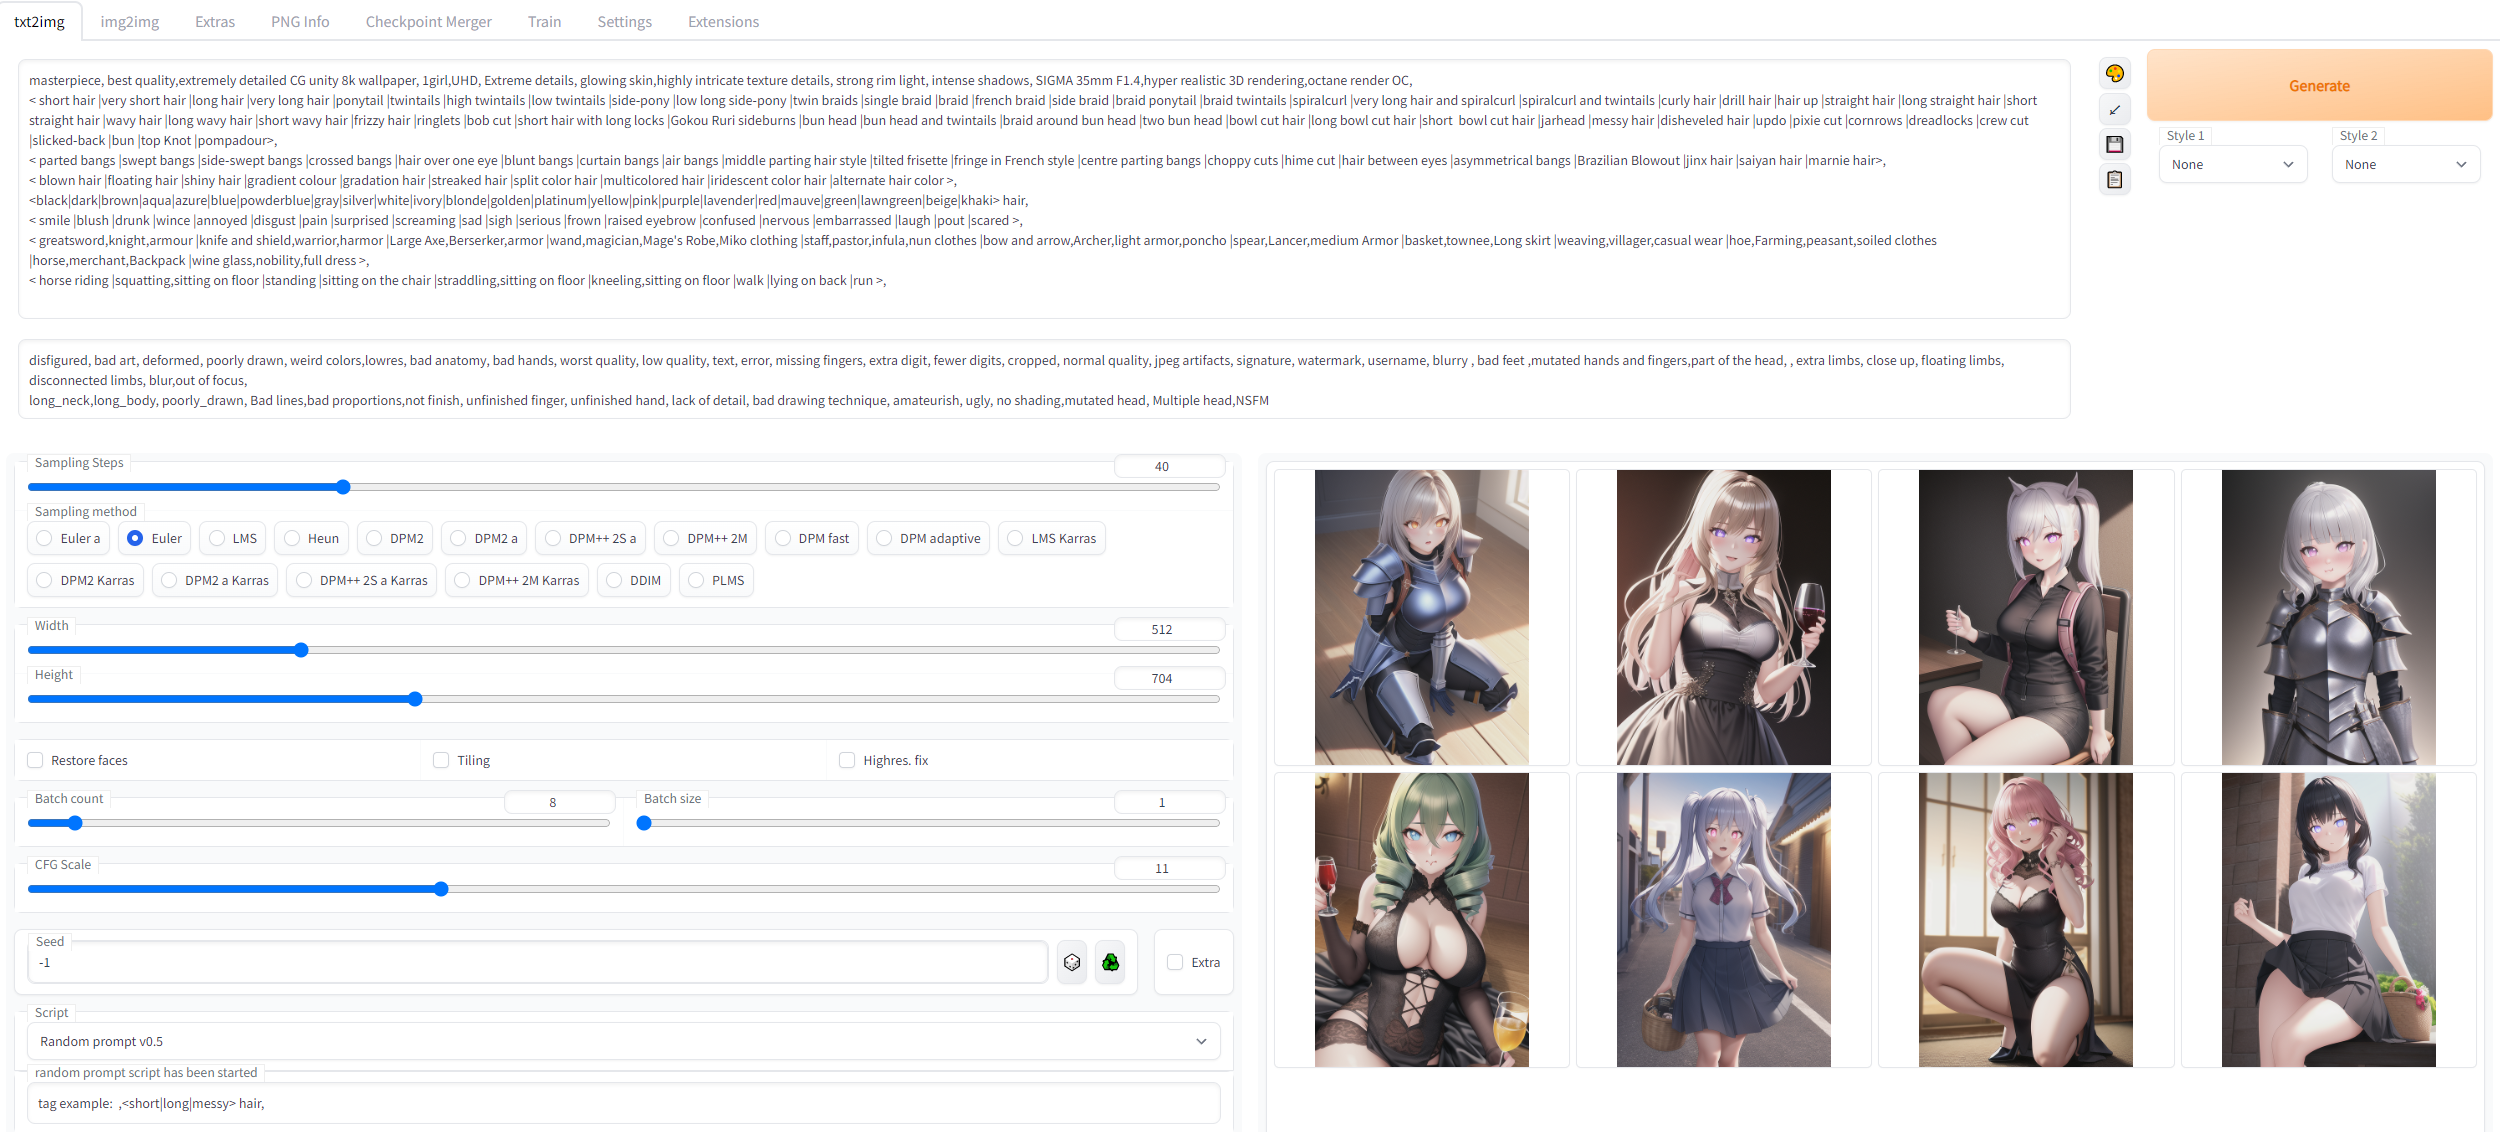 txt2img img2img Extras PNG Info Checkpoint Merger Train Settings Extensions
masterpiece, best quality,extremely detailed CG unity 8k wallpaper, 1girl,UHD, Extreme details, glowing skin,highly intricate texture details, strong rim light, intense shadows, SIGMA 35mm F1.4,hyper realistic 3D rendering,octane render OC,
< short hair |very short hair |long hair |very long hair |ponytail |twintails |high twintails |low twintails |side-pony |low long side-pony |twin braids |single braid |braid |french braid |side braid |braid ponytail |braid twintails |spiralcurl |very long hair and spiralcurl |spiralcurl and twintails |curly hair |drill hair |hair up |straight hair |long straight hair |short
straight hair |wavy hair |long wavy hair |short wavy hair |frizzy hair |ringlets |bob cut |short hair with long locks |Gokou Ruri sideburns |bun head |bun head and twintails |braid around bun head |two bun head |bowl cut hair |long bowl cut hair |short  bowl cut hair |jarhead |messy hair |disheveled hair |updo |pixie cut |cornrows |dreadlocks |crew cut
|slicked-back |bun |top Knot |pompadour>,
< parted bangs |swept bangs |side-swept bangs |crossed bangs |hair over one eye |blunt bangs |curtain bangs |air bangs |middle parting hair style |tilted frisette |fringe in French style |centre parting bangs |choppy cuts |hime cut |hair between eyes |asymmetrical bangs |Brazilian Blowout |jinx hair |saiyan hair |marnie hair>,
< blown hair |floating hair |shiny hair |gradient colour |gradation hair |streaked hair |split color hair |multicolored hair |iridescent color hair |alternate hair color >,
<black|dark|brown|aqua|azure|blue|powderblue|gray|silver|white|ivory|blonde|golden|platinum|yellow|pink|purple|lavender|red|mauve|green|lawngreen|beige|khaki> hair,
< smile |blush |drunk |wince |annoyed |disgust |pain |surprised |screaming |sad |sigh |serious |frown |raised eyebrow |confused |nervous |embarrassed |laugh |pout |scared >,
< greatsword,knight,armour |knife and shield,warrior,harmor |Large Axe,Berserker,armor |wand,magician,Mage's Robe,Miko clothing |staff,pastor,infula,nun clothes |bow and arrow,Archer,light armor,poncho |spear,Lancer,medium Armor |basket,townee,Long skirt |weaving,villager,casual wear |hoe,Farming,peasant,soiled clothes
|horse,merchant,Backpack |wine glass,nobility,full dress >,
< horse riding |squatting,sitting on floor |standing |sitting on the chair |straddling,sitting on floor |kneeling,sitting on floor |walk |lying on back |run >,
Generate
Style 1 Style 2
None None
disfigured, bad art, deformed, poorly drawn, weird colors,lowres, bad anatomy, bad hands, worst quality, low quality, text, error, missing fingers, extra digit, fewer digits, cropped, normal quality, jpeg artifacts, signature, watermark, username, blurry , bad feet ,mutated hands and fingers,part of the head, , extra limbs, close up, floating limbs,
disconnected limbs, blur,out of focus,
long_neck,long_body, poorly_drawn, Bad lines,bad proportions,not finish, unfinished finger, unfinished hand, lack of detail, bad drawing technique, amateurish, ugly, no shading,mutated head, Multiple head,NSFM
Sampling Steps 40
Sampling method
Euler a Euler LMS Heun DPM2 DPM2 a DPM++ 2S a DPM++ 2M DPM fast DPM adaptive LMS Karras
DPM2 Karras DPM2 a Karras DPM++ 2S a Karras DPM++ 2M Karras DDIM PLMS
Width 512
Height 704
Restore faces Tiling Highres. fix
Batch count 8 Batch size 1
CFG Scale 11
Seed
-1
Extra
Script
Random prompt v0.5
random prompt script has been started
tag example:  ,<short|long|messy> hair,